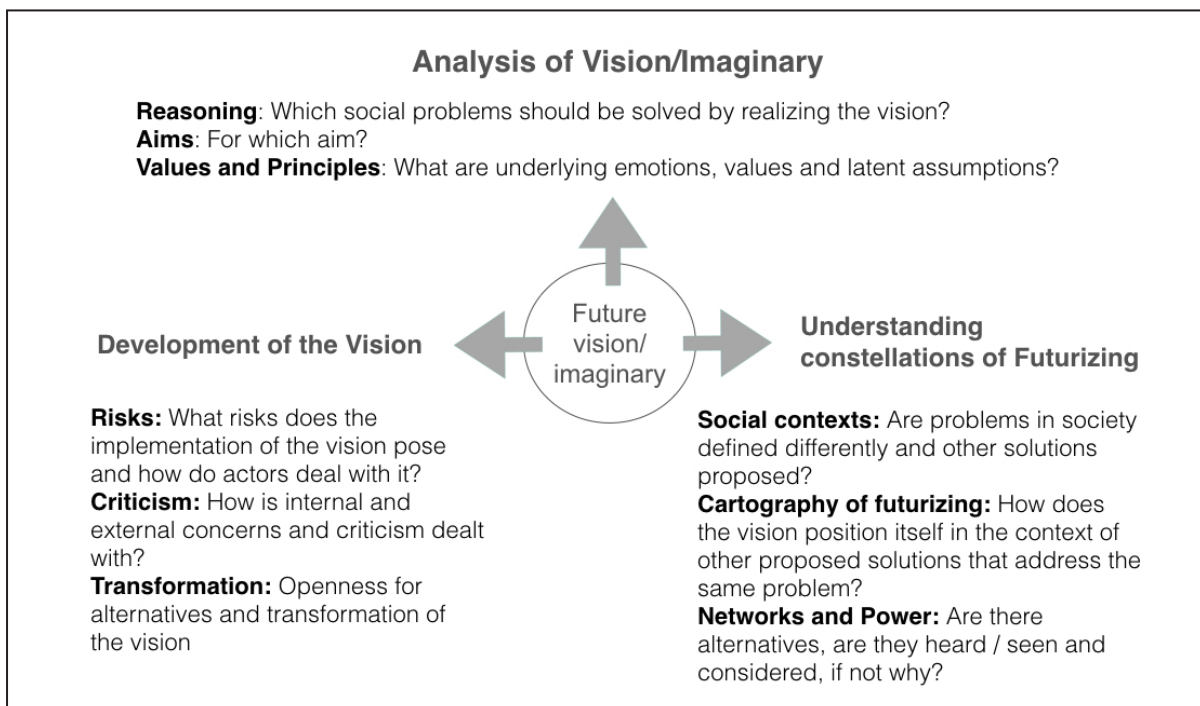 Analysis of Vision/Imaginary
Reasoning: Which social problems should be solved by realizing the vision?
Aims: For which aim?
Values and Principles: What are underlying emotions, values and latent assumptions?
Future
vision/
imaginary
Development of the Vision
Risks: What risks does the
implementation of the vision pose
and how do actors deal with it?
Criticism: How is internal and
external concerns and criticism dealt
with?
Transformation: Openness for
alternatives and transformation of
the vision
Understanding
constellations of Futurizing
Social contexts: Are problems in society
defined differently and other solutions
proposed?
Cartography of futurizing: How does
the vision position itself in the context of
other proposed solutions that address the
same problem?
Networks and Power: Are there
alternatives, are they heard / seen and
considered, if not why?